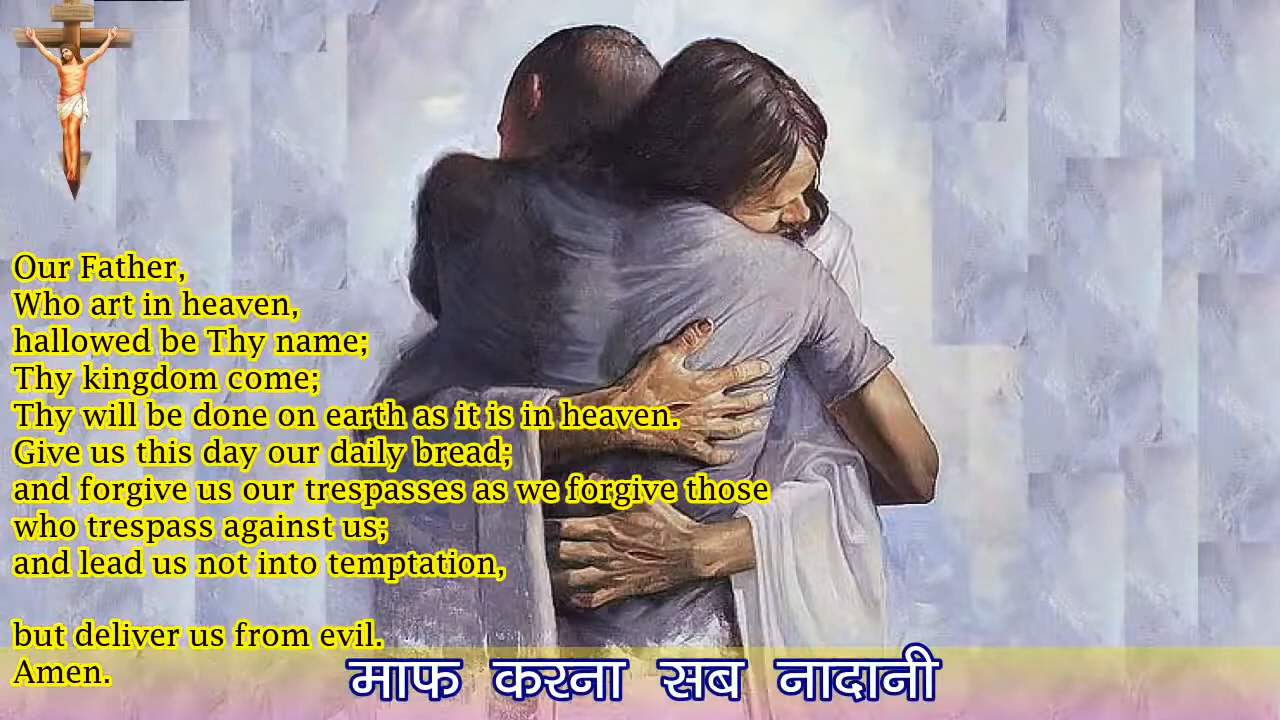 Our Father,
Who art in heaven,
hallowed be Thy name;
Thy kingdom come;
Thy will be done on earth as it is in heaven.
Give us this day our daily bread;
and forgive us our trespasses as we forgive those
who trespass against us;
and lead us not into temptation,
but deliver us from evil.
Amen.
माफ करना सब नादानी